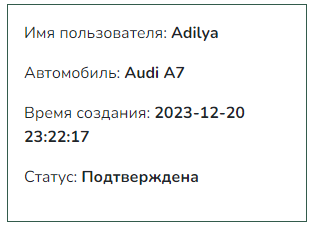 Имя пользователя: Adilya
Автомобиль: Audi A7
Время создания: 2023-12-20
23:22:17
Статус: Подтверждена